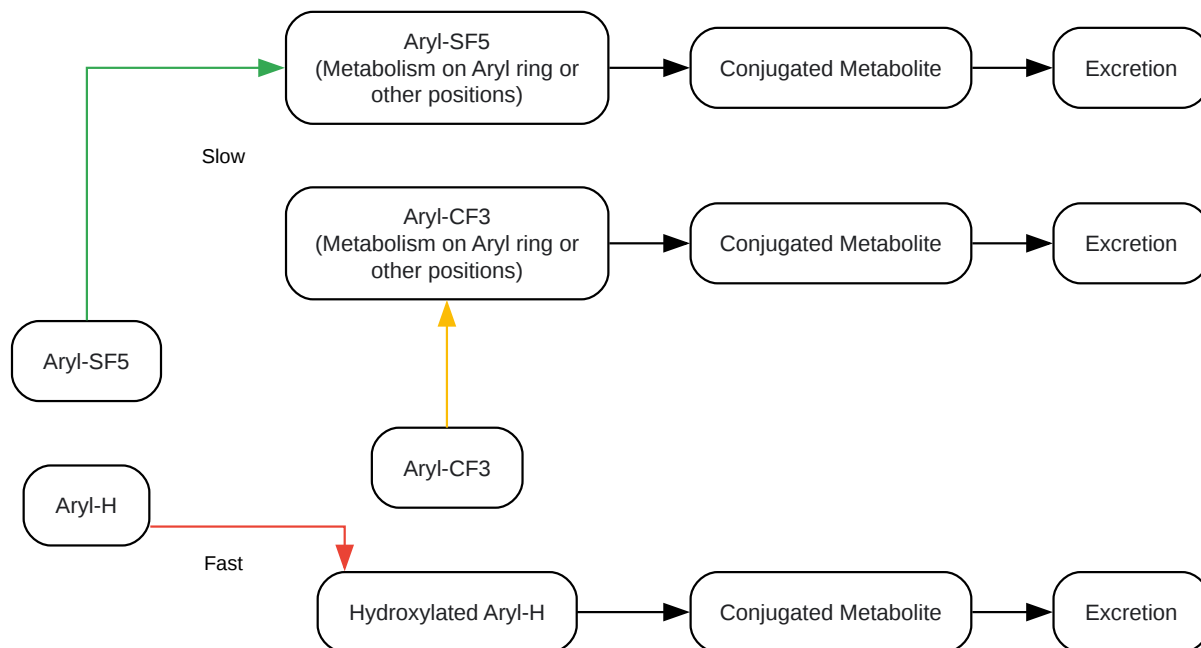 Aryl-SF5
(Metabolism on Aryl ring or
other positions)
Conjugated Metabolite
Excretion
Slow
Aryl-CF3
(Metabolism on Aryl ring or
other positions)
Conjugated Metabolite
Excretion
Aryl-SF5
Aryl-CF3
Aryl-H
Fast
Hydroxylated Aryl-H
Conjugated Metabolite
Excretion